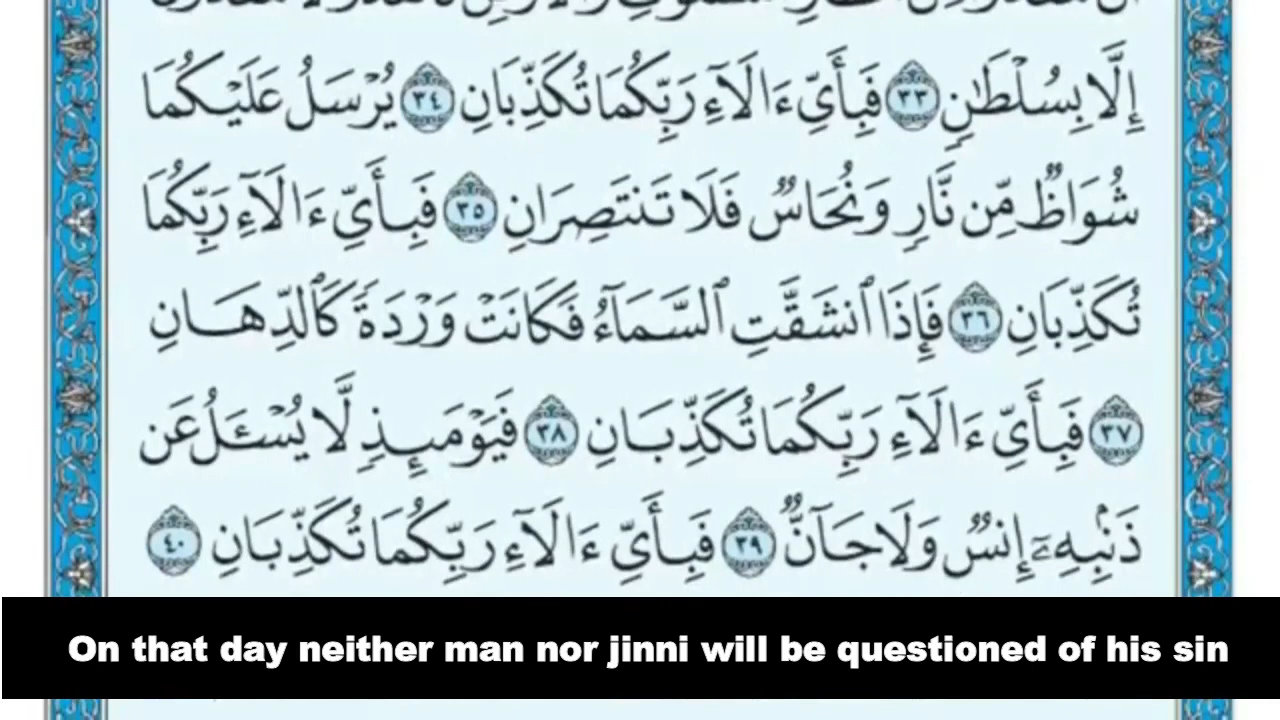 إِلَّا بِسُلْطَٰنٍ ٣٣ فَبِأَيِّ ءَالَآءِ رَبِّكُمَا تُكَذِّبَانِ ٣٤ يُرْسَلُ عَلَيْكُمَا
شُوَاظٌ مِّن نَّارٍ وَنُحَاسٌ فَلَا تَنتَصِرَانِ ٣٥ فَبِأَيِّ ءَالَآءِ رَبِّكُمَا
تُكَذِّبَانِ ٣٦ فَإِذَا ٱنشَقَّتِ ٱلسَّمَآءُ فَكَانَتْ وَرْدَةً كَٱلدِّهَانِ
٣٧ فَبِأَيِّ ءَالَآءِ رَبِّكُمَا تُكَذِّبَانِ ٣٨ فَيَوْمَئِذٍ لَّا يُسْـَٔلُ عَن
ذَنۢبِهِۦٓ إِنسٌ وَلَا جَآنٌّ ٣٩ فَبِأَيِّ ءَالَآءِ رَبِّكُمَا تُكَذِّبَانِ ٤٠
On that day neither man nor jinni will be questioned of his sin